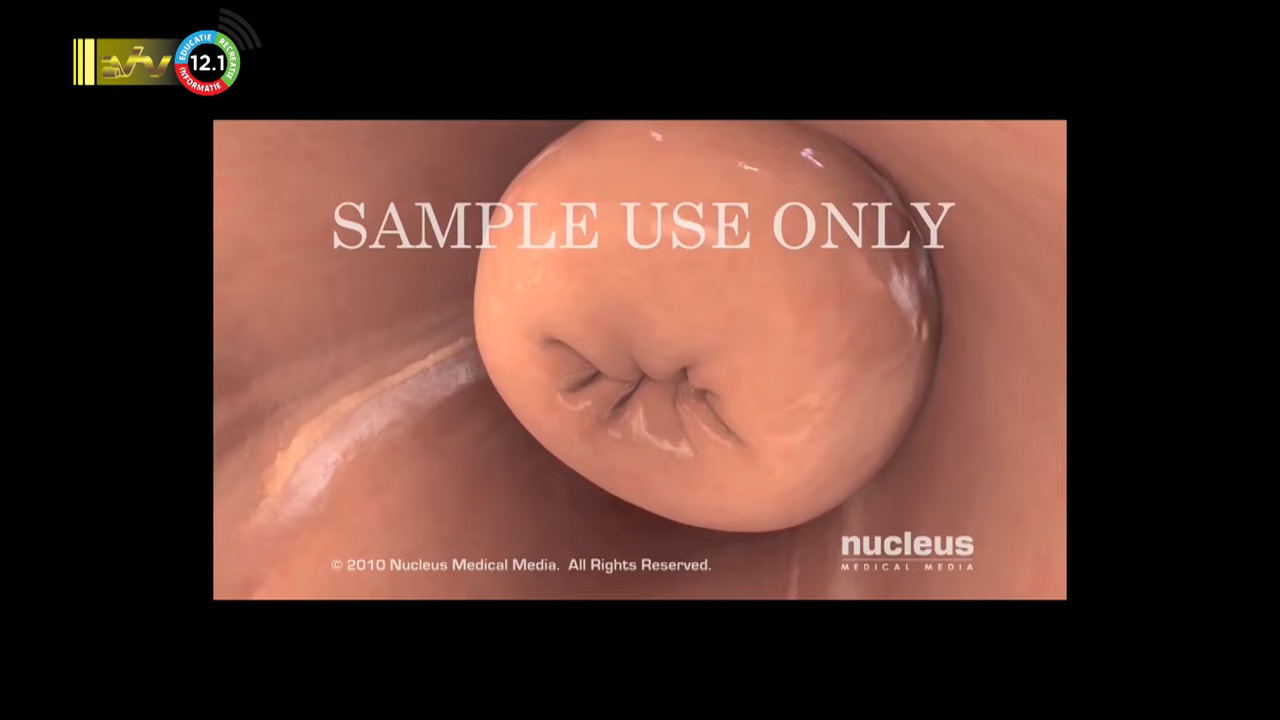 EDUCATIE
RECREATIE
12.1
INFORMATIE
SAMPLE USE ONLY
© 2010 Nucleus Medical Media. All Rights Reserved.
nucleus
MEDICAL MEDIA